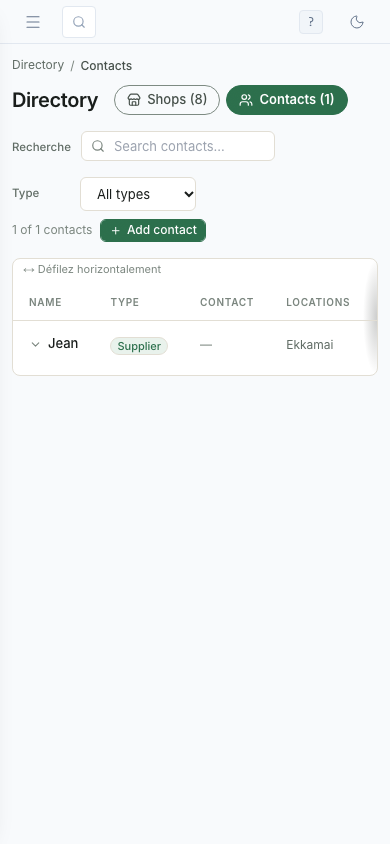 ?
Directory / Contacts
Directory
Shops (8)
Contacts (1)
Recherche
Search contacts...
Type
All types
1 of 1 contacts
+ Add contact
↔ Défilez horizontalement
NAME TYPE CONTACT LOCATIONS
Jean Supplier — Ekkamai